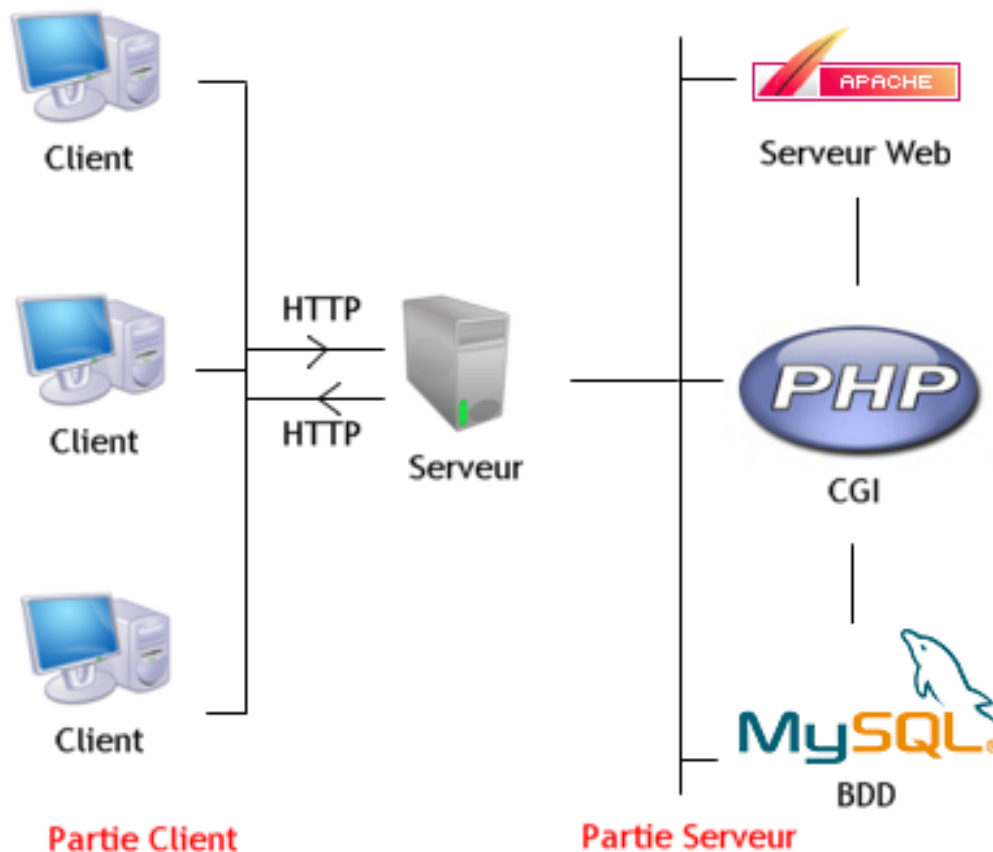 Client
Client
Client
HTTP
HTTP
Serveur
APACHE
Serveur Web
PHP
CGI
MySQL®
BDD
Partie Client
Partie Serveur